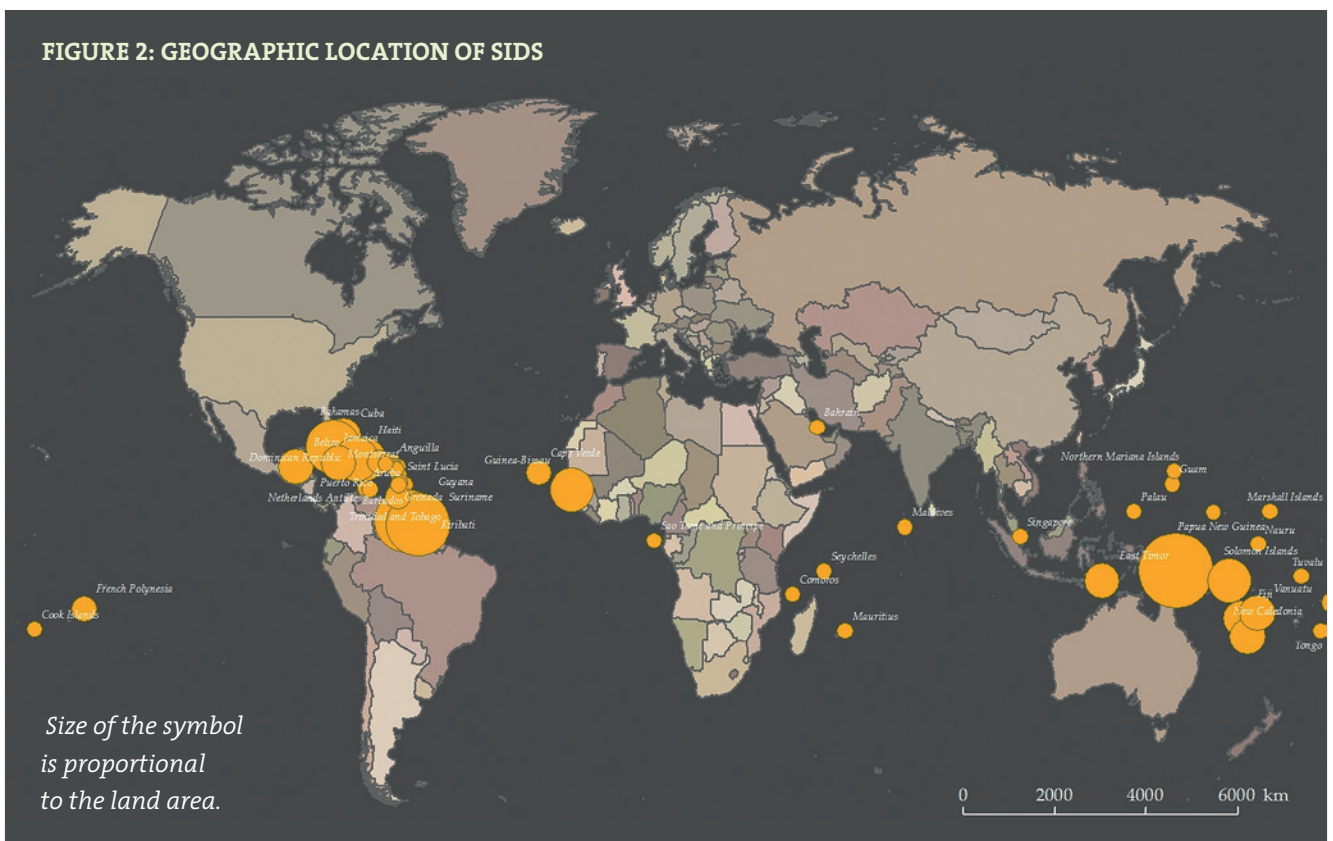 FIGURE 2: GEOGRAPHIC LOCATION OF SIDS
Bahamas Cuba
Haiti
Belize Jamaica
Anguilla
Dominican Republic Montserrat
Saint Lucia
Aruba
Puerto Rico Guyana
Netherlands Antilles Barbados Grenada Suriname
Trinidad and Tobago
Kiribati
Guinea-Bissau Cape Verde
Sao Tome and Principe
Bahrain
Maldives
Seychelles
Comoros
Mauritius
Singapore
Northern Mariana Islands
Guam
Palau Marshall Islands
Papua New Guinea Nauru
East Timor Solomon Islands
Tuvalu
Fiji Vanuatu
New Caledonia
Tongo
French Polynesia
Cook Islands
Size of the symbol
is proportional
to the land area.
0 2000 4000 6000 km